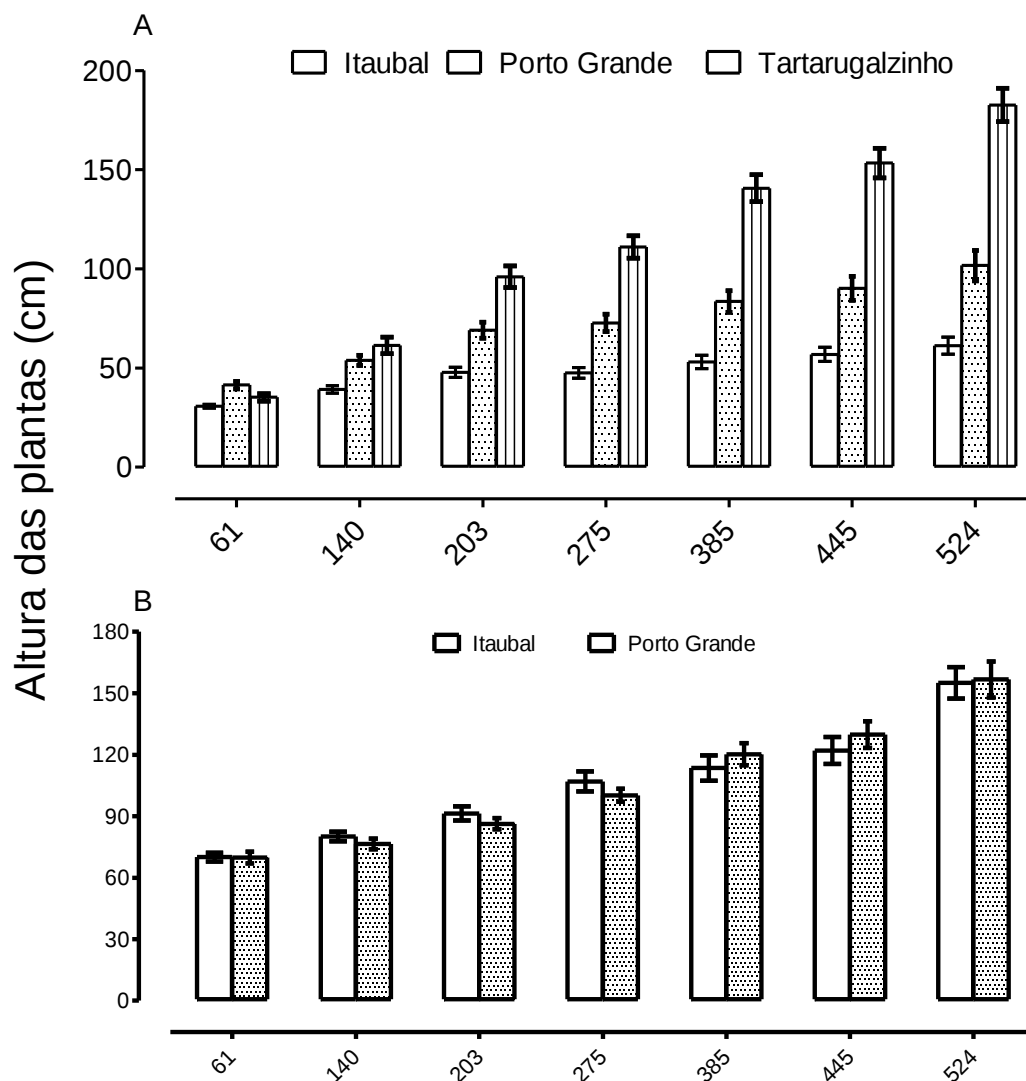 A
Itaubal Porto Grande Tartarugalzinho
200
150
100
50
0
61 140 203 275 385 445 524
Altura das plantas (cm)
B
Itaubal Porto Grande
180
150
120
90
60
30
0
61 140 203 275 385 445 524